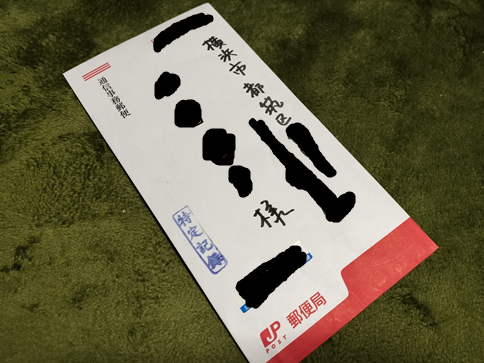 横浜市都筑区
様
通信事務郵便
特定記録
JP
POST
郵便局